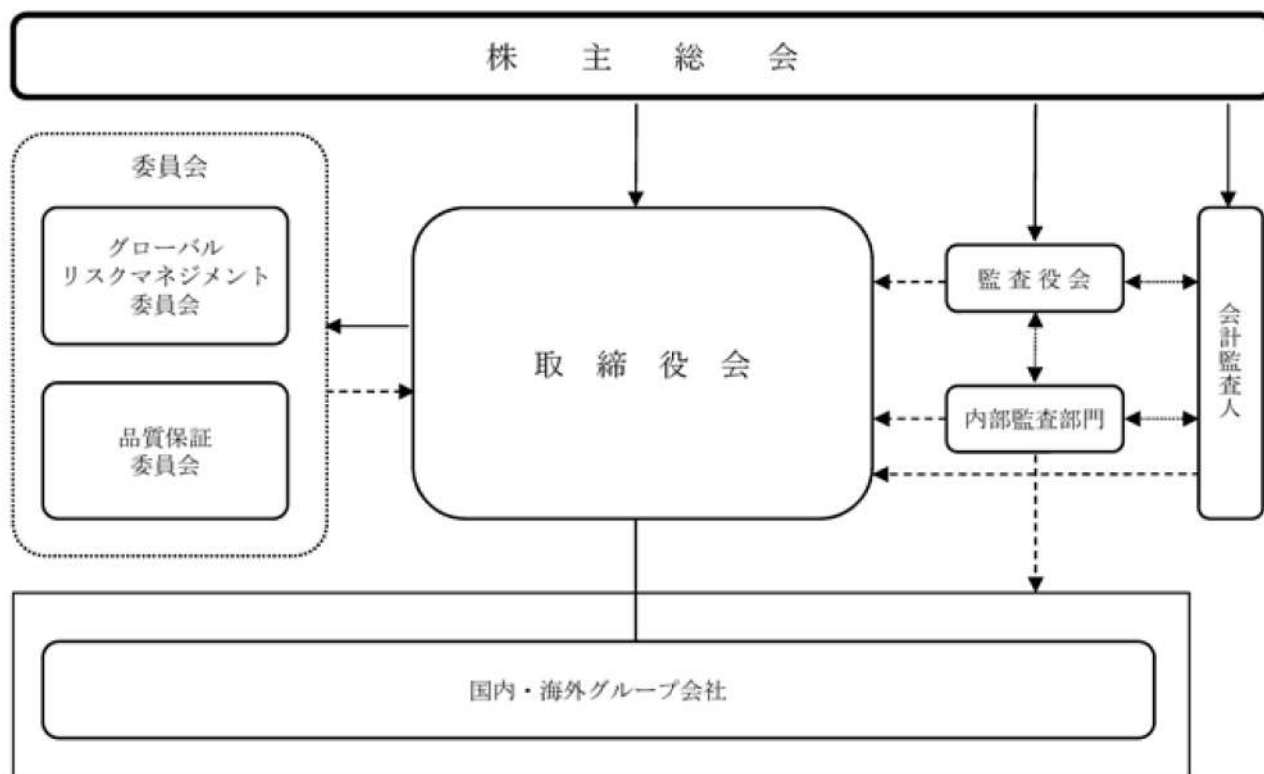 株主総会
委員会
グローバル
リスクマネジメント
委員会
品質保証
委員会
取締役会
監査役会
内部監査部門
会計監査人
国内・海外グループ会社